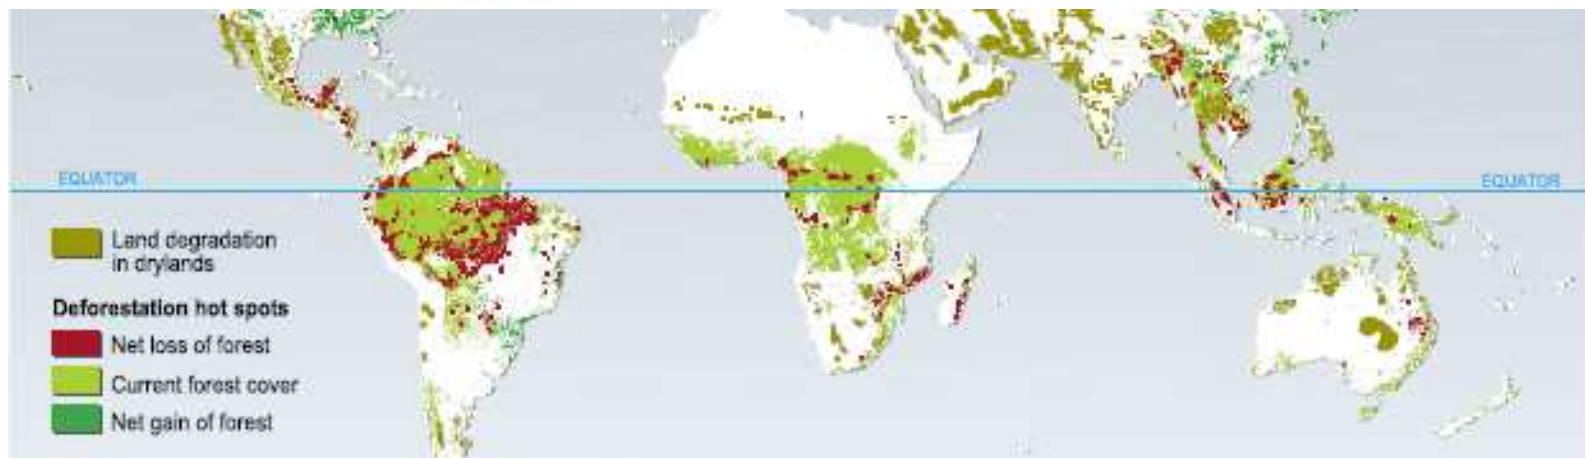 EQUATOR
EQUATOR
Land degradation
in drylands
Deforestation hot spots
Net loss of forest
Current forest cover
Net gain of forest